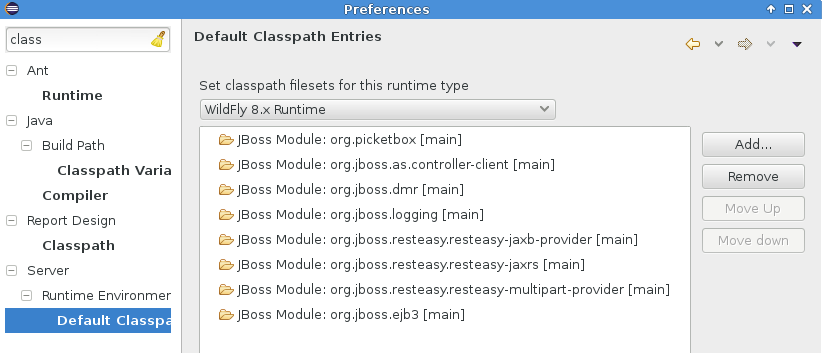 Preferences
class
Ant
Runtime
Java
Build Path
Classpath Varia
Compiler
Report Design
Classpath
Server
Runtime Environmer
Default Classpa
Default Classpath Entries
Set classpath filesets for this runtime type
WildFly 8.x Runtime
JBoss Module: org.picketbox [main]
JBoss Module: org.jboss.as.controller-client [main]
JBoss Module: org.jboss.dmr [main]
JBoss Module: org.jboss.logging [main]
JBoss Module: org.jboss.resteasy.resteasy-jaxb-provider [main]
JBoss Module: org.jboss.resteasy.resteasy-jaxrs [main]
JBoss Module: org.jboss.resteasy.resteasy-multipart-provider [main]
JBoss Module: org.jboss.ejb3 [main]
Add...
Remove
Move Up
Move down